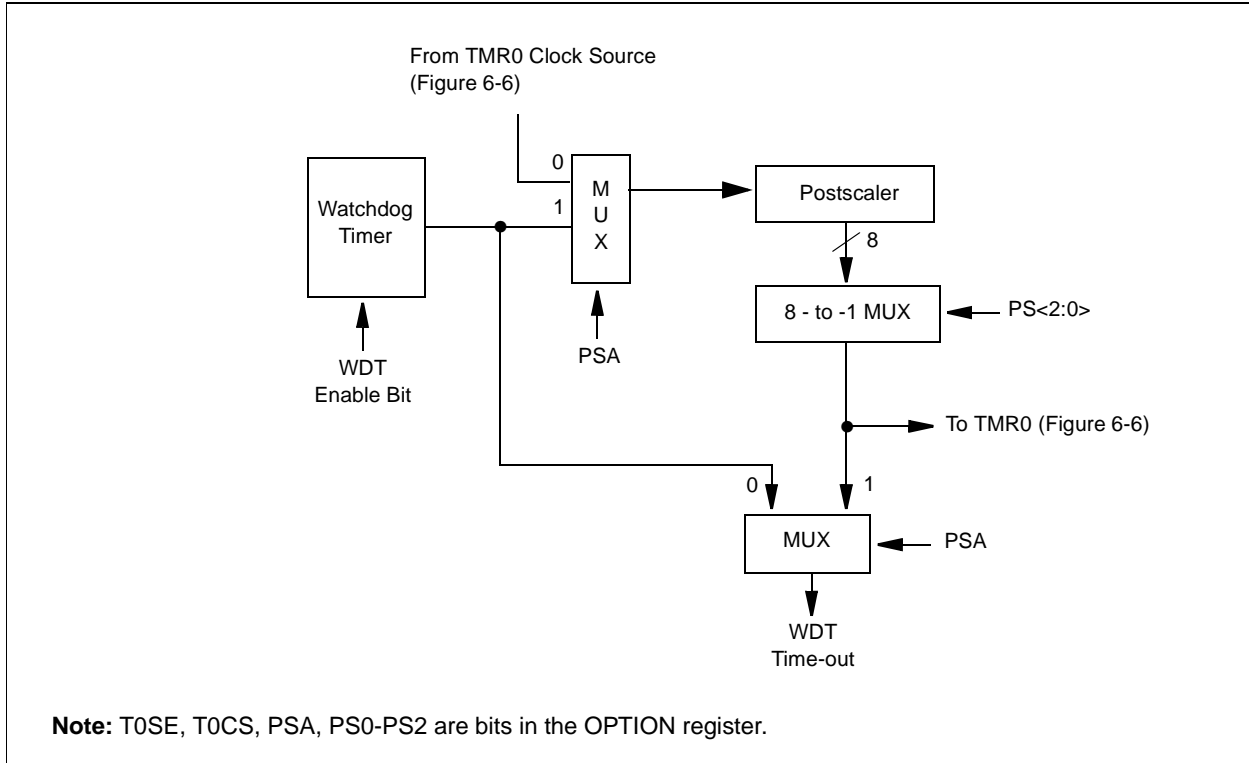 From TMR0 Clock Source
(Figure 6-6)
0
1
M
U
X
Watchdog
Timer
Postscaler
8
8 - to -1 MUX
PS<2:0>
PSA
WDT
Enable Bit
To TMR0 (Figure 6-6)
0
1
MUX
PSA
WDT
Time-out
Note: T0SE, T0CS, PSA, PS0-PS2 are bits in the OPTION register.